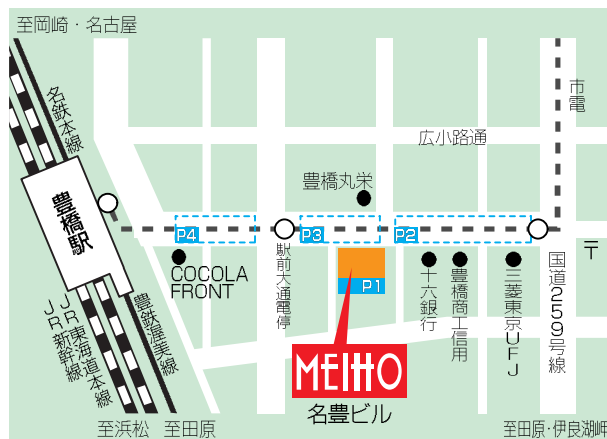 至岡崎・名古屋
名鉄本線
市電
広小路通
豊橋丸栄
豊橋駅
P4
P3
P2
駅前大通電停
〒
COCOLA
FRONT
P1
十六銀行
豊橋商工信用
三菱東京UFJ
国道259号線
JR新幹線
JR東海道本線
豊鉄渥美線
MEIHO
名豊ビル
至浜松
至田原
至田原・伊良湖岬